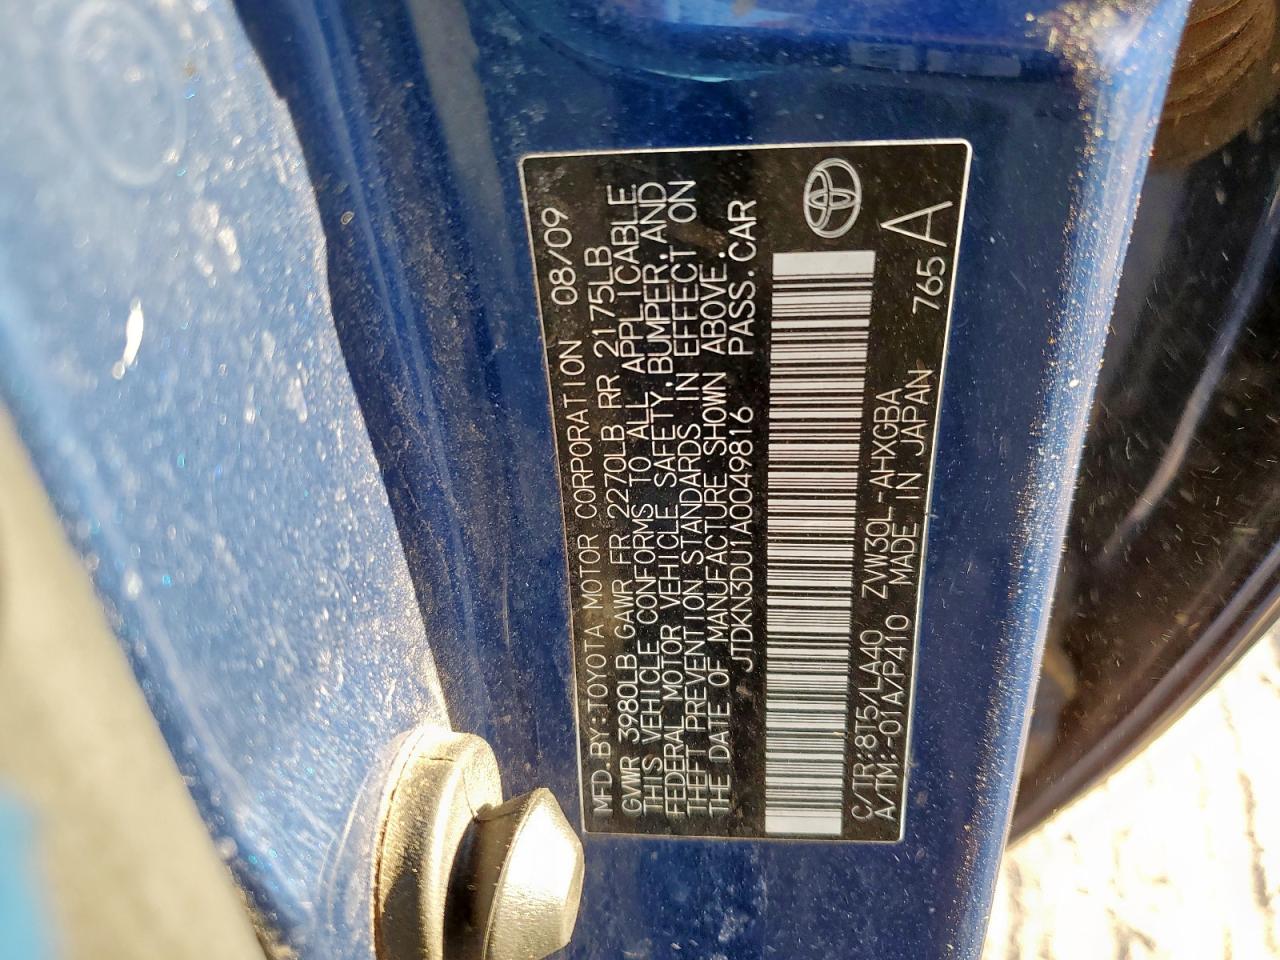 MFD.BY:TOYOTA MOTOR CORPORATION 08/09
GVWR 3980LB GAWR FR 2270LB RR 2175LB
THIS VEHICLE CONFORMS TO ALL APPLICABLE
FEDERAL MOTOR VEHICLE SAFETY,BUMPER,AND
THEFT PREVENTION STANDARDS IN EFFECT ON
THE DATE OF MANUFACTURE SHOWN ABOVE.
JTDKN3DU1A0049816 PASS.CAR
C/TR:8T5/LA40 ZVW30L-AHXGBA
A/TM:-01A/P410 MADE IN JAPAN 765 A